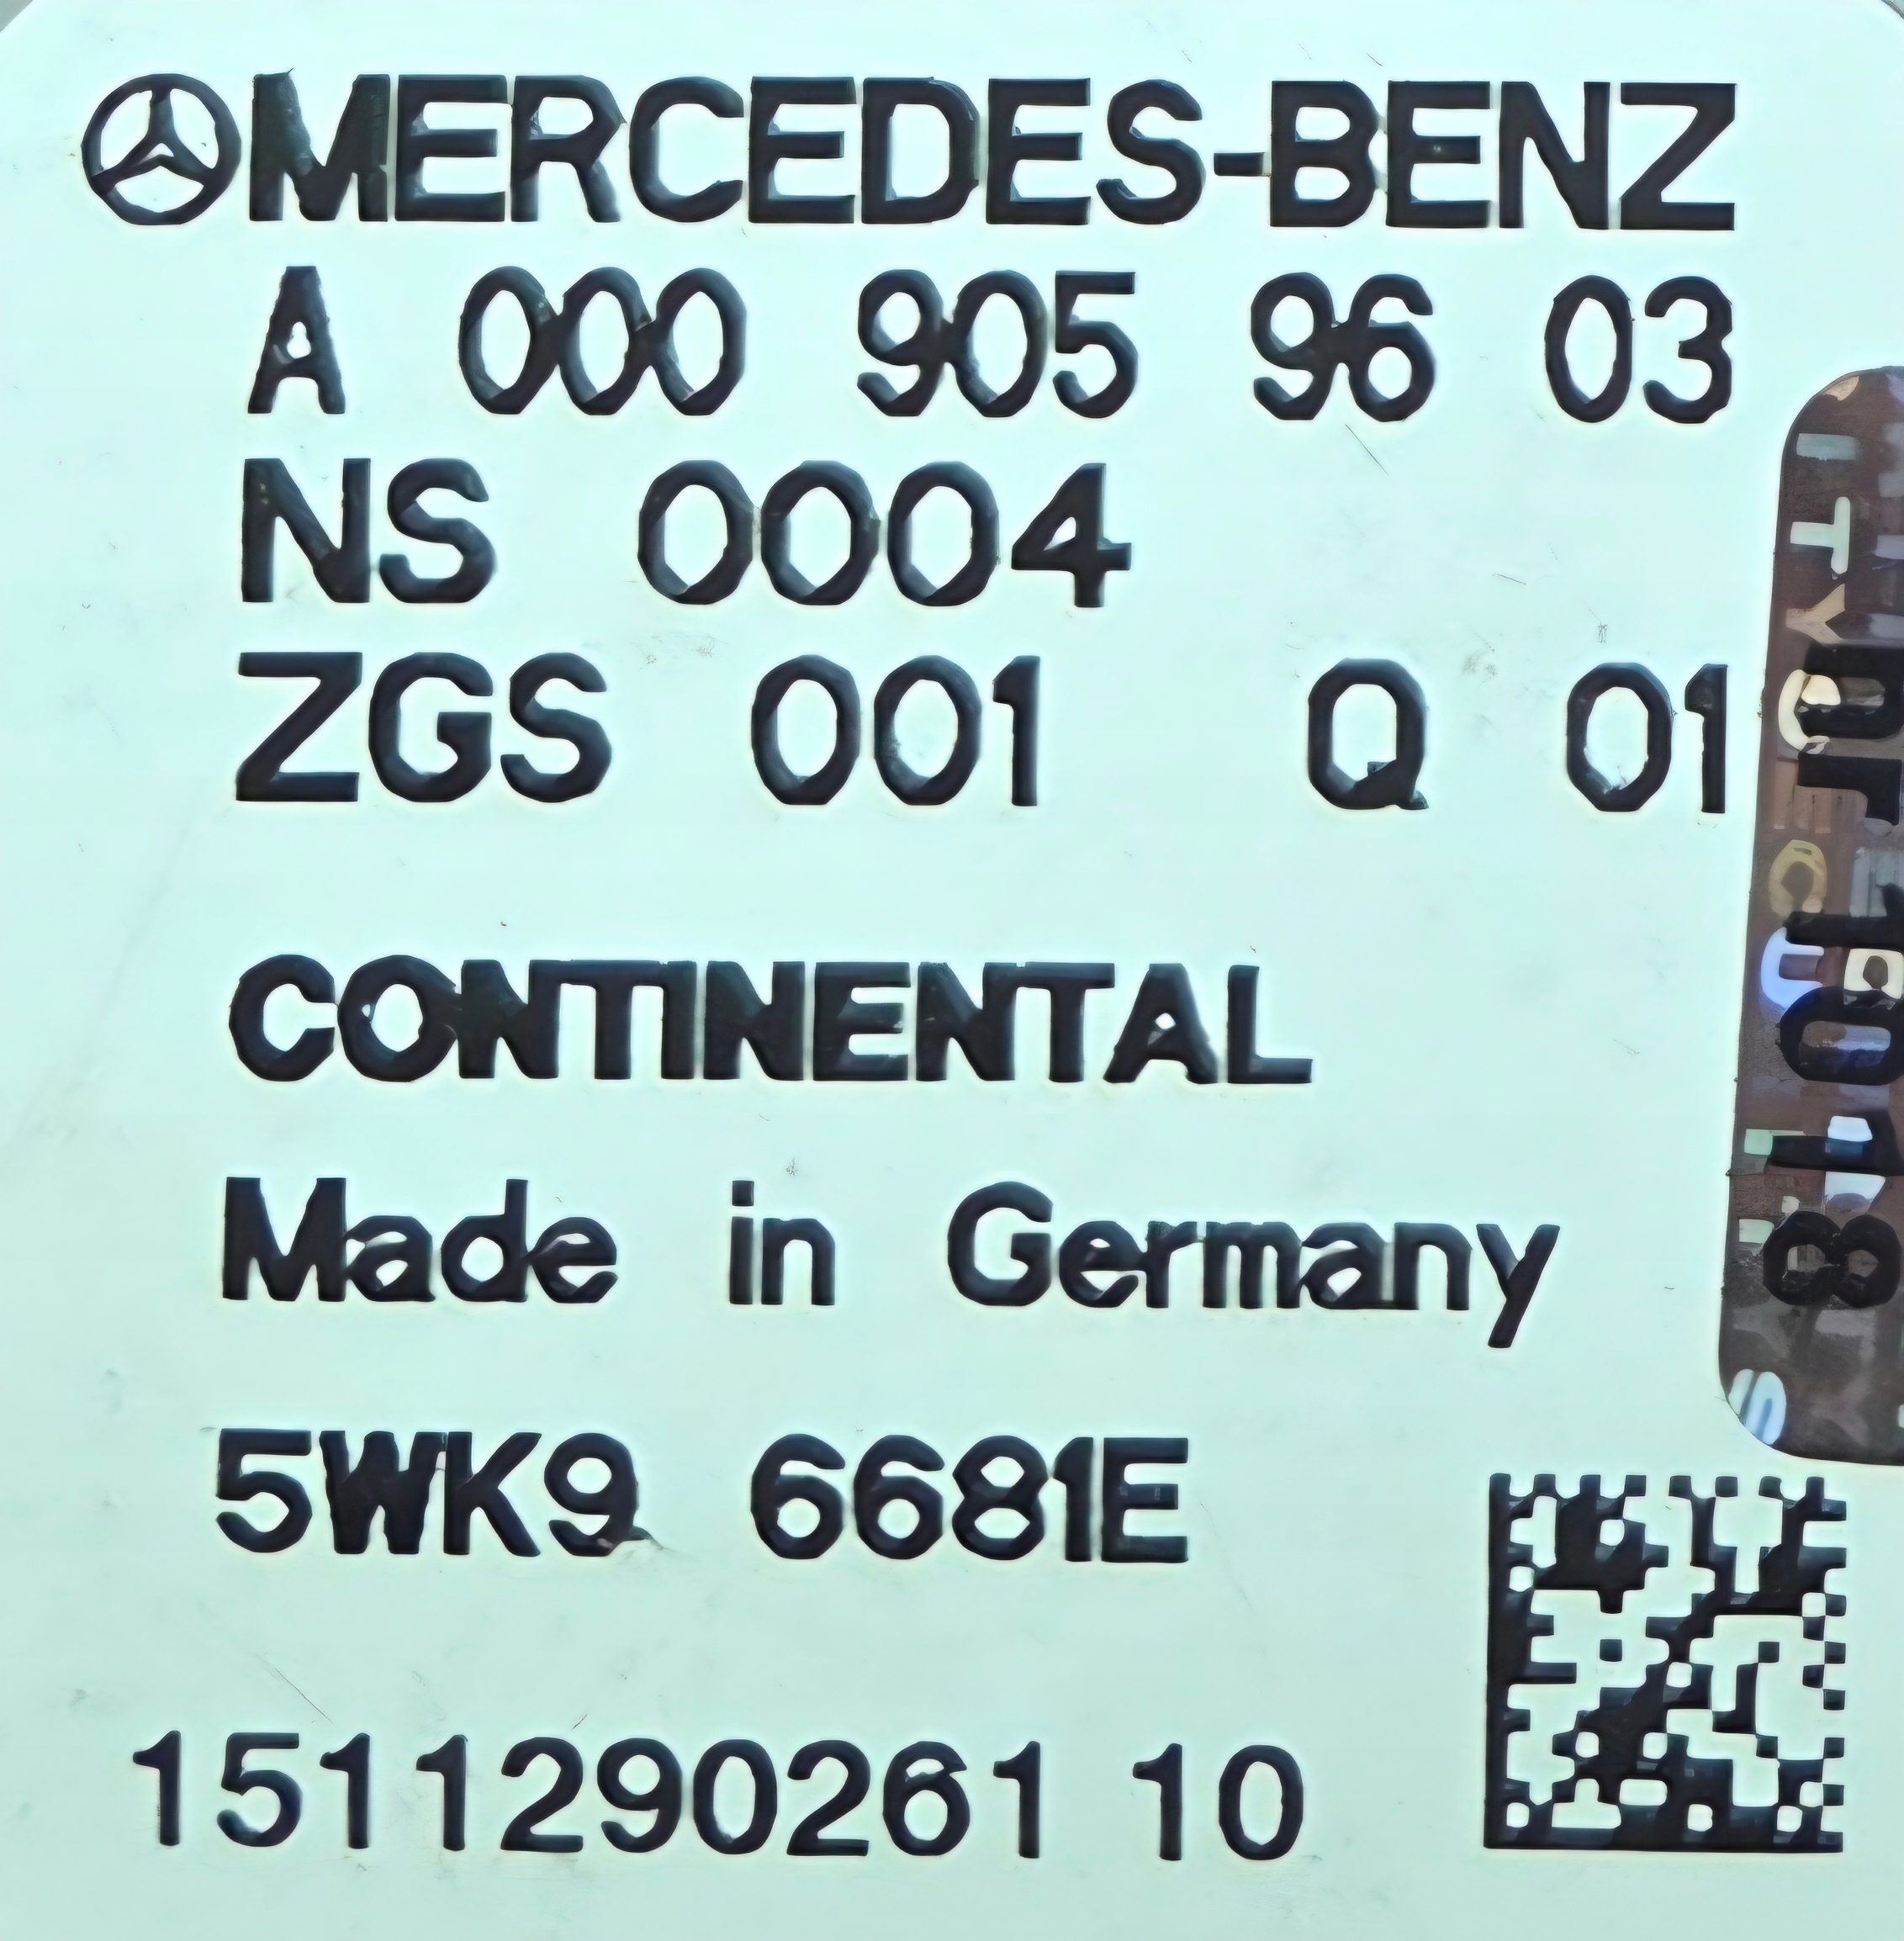 MERCEDES-BENZ
A 000 905 96 03
NS 0004
ZGS 001 Q 01
CONTINENTAL
Made in Germany
5WK9 6681E
1511290261 10